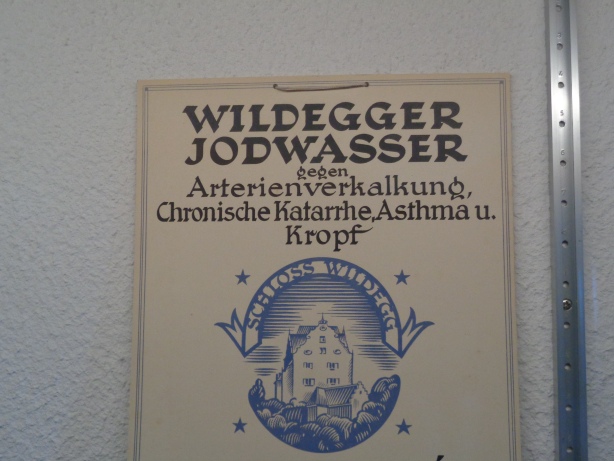 WILDEGGER
JODWASSER
gegen
Arterienverkalkung,
Chronische Katarrhe, Asthma u.
Kropf
SCHLOSS WILDEGG